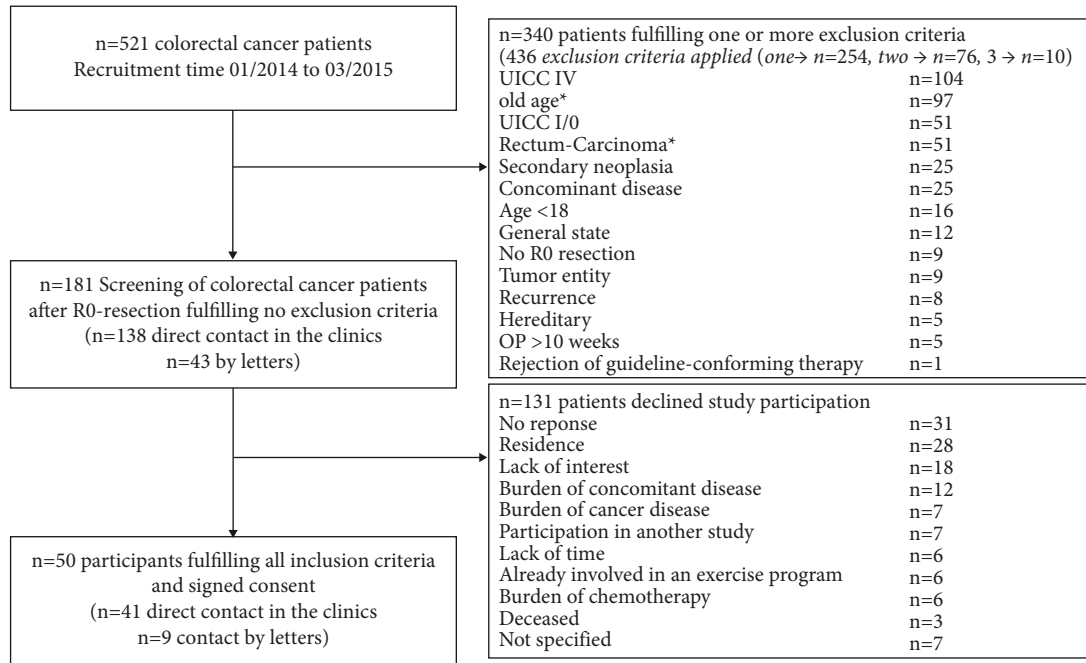 n=521 colorectal cancer patients
Recruitment time 01/2014 to 03/2015
n=340 patients fulfilling one or more exclusion criteria
(436 exclusion criteria applied (one→ n=254, two → n=76, 3 → n=10)
UICC IV n=104
old age* n=97
UICC I/0 n=51
Rectum-Carcinoma* n=51
Secondary neoplasia n=25
Concominant disease n=25
Age <18 n=16
General state n=12
No R0 resection n=9
Tumor entity n=9
Recurrence n=8
Hereditary n=5
OP >10 weeks n=5
Rejection of guideline-conforming therapy n=1
n=181 Screening of colorectal cancer patients
after R0-resection fulfilling no exclusion criteria
(n=138 direct contact in the clinics
n=43 by letters)
n=131 patients declined study participation
No reponse n=31
Residence n=28
Lack of interest n=18
Burden of concomitant disease n=12
Burden of cancer disease n=7
Participation in another study n=7
Lack of time n=6
Already involved in an exercise program n=6
Burden of chemotherapy n=6
Deceased n=3
Not specified n=7
n=50 participants fulfilling all inclusion criteria
and signed consent
(n=41 direct contact in the clinics
n=9 contact by letters)